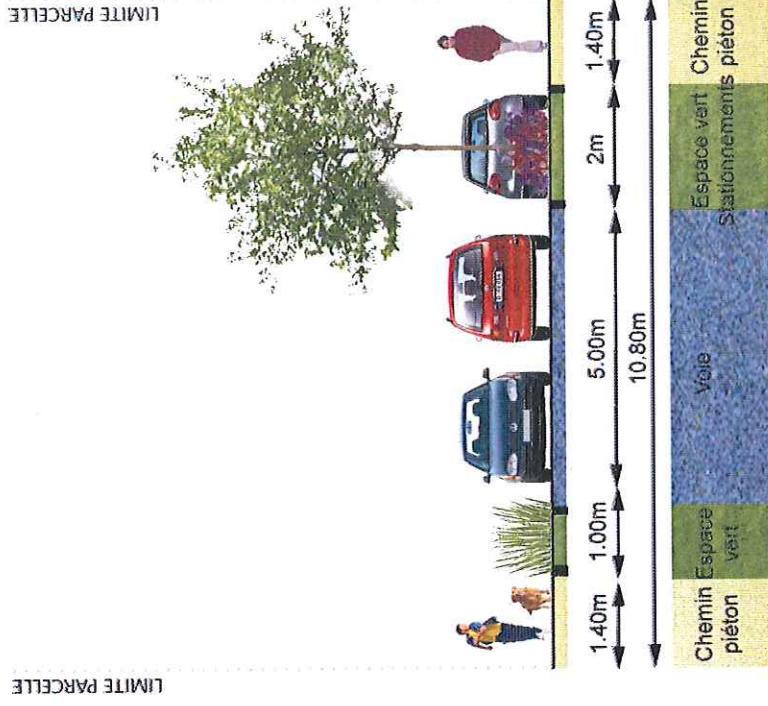 LIMITE PARCELLE
LIMITE PARCELLE
1.40m
1.00m
5.00m
2m
1.40m
10.80m
Chemin
piéton
Espace
vert
Voie
Espace vert
Stationnements
Chemin
piéton